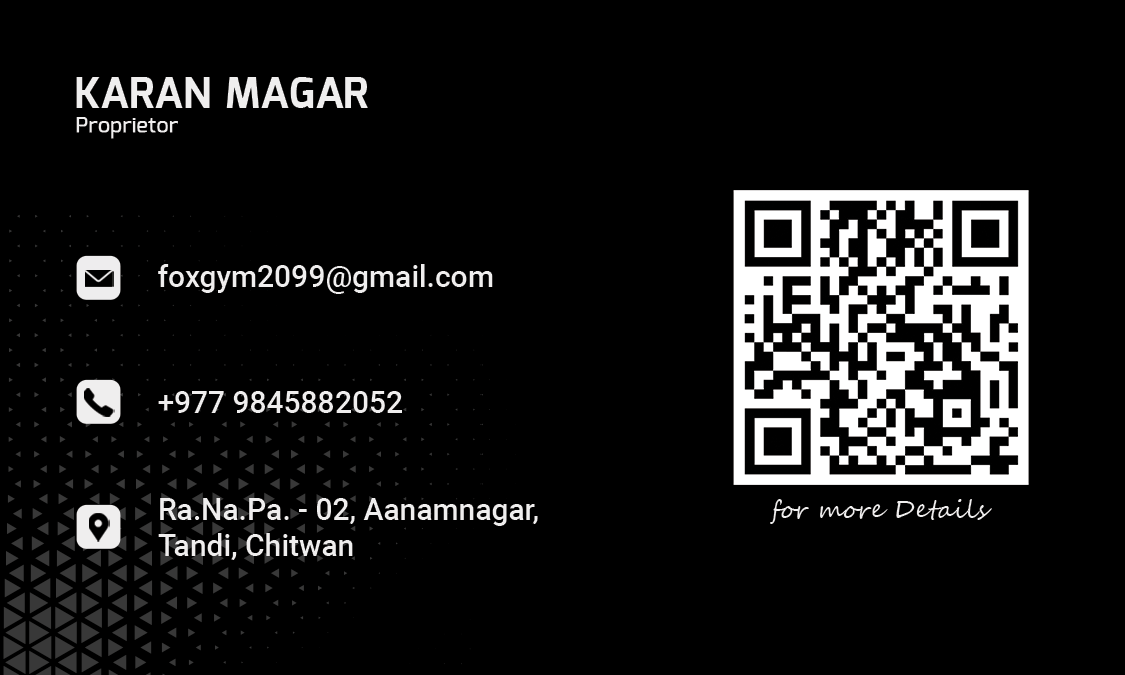 KARAN MAGAR
Proprietor
foxgym2099@gmail.com
+977 9845882052
Ra.Na.Pa. - 02, Aanamnagar,
Tandi, Chitwan
for more Details